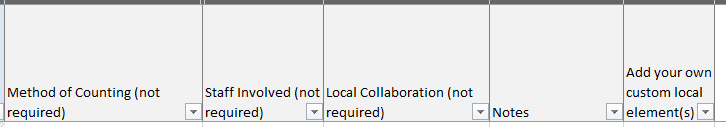 Method of Counting (not
required)
Staff Involved (not
required)
Local Collaboration (not
required)
Notes
Add your own
custom local
element(s)